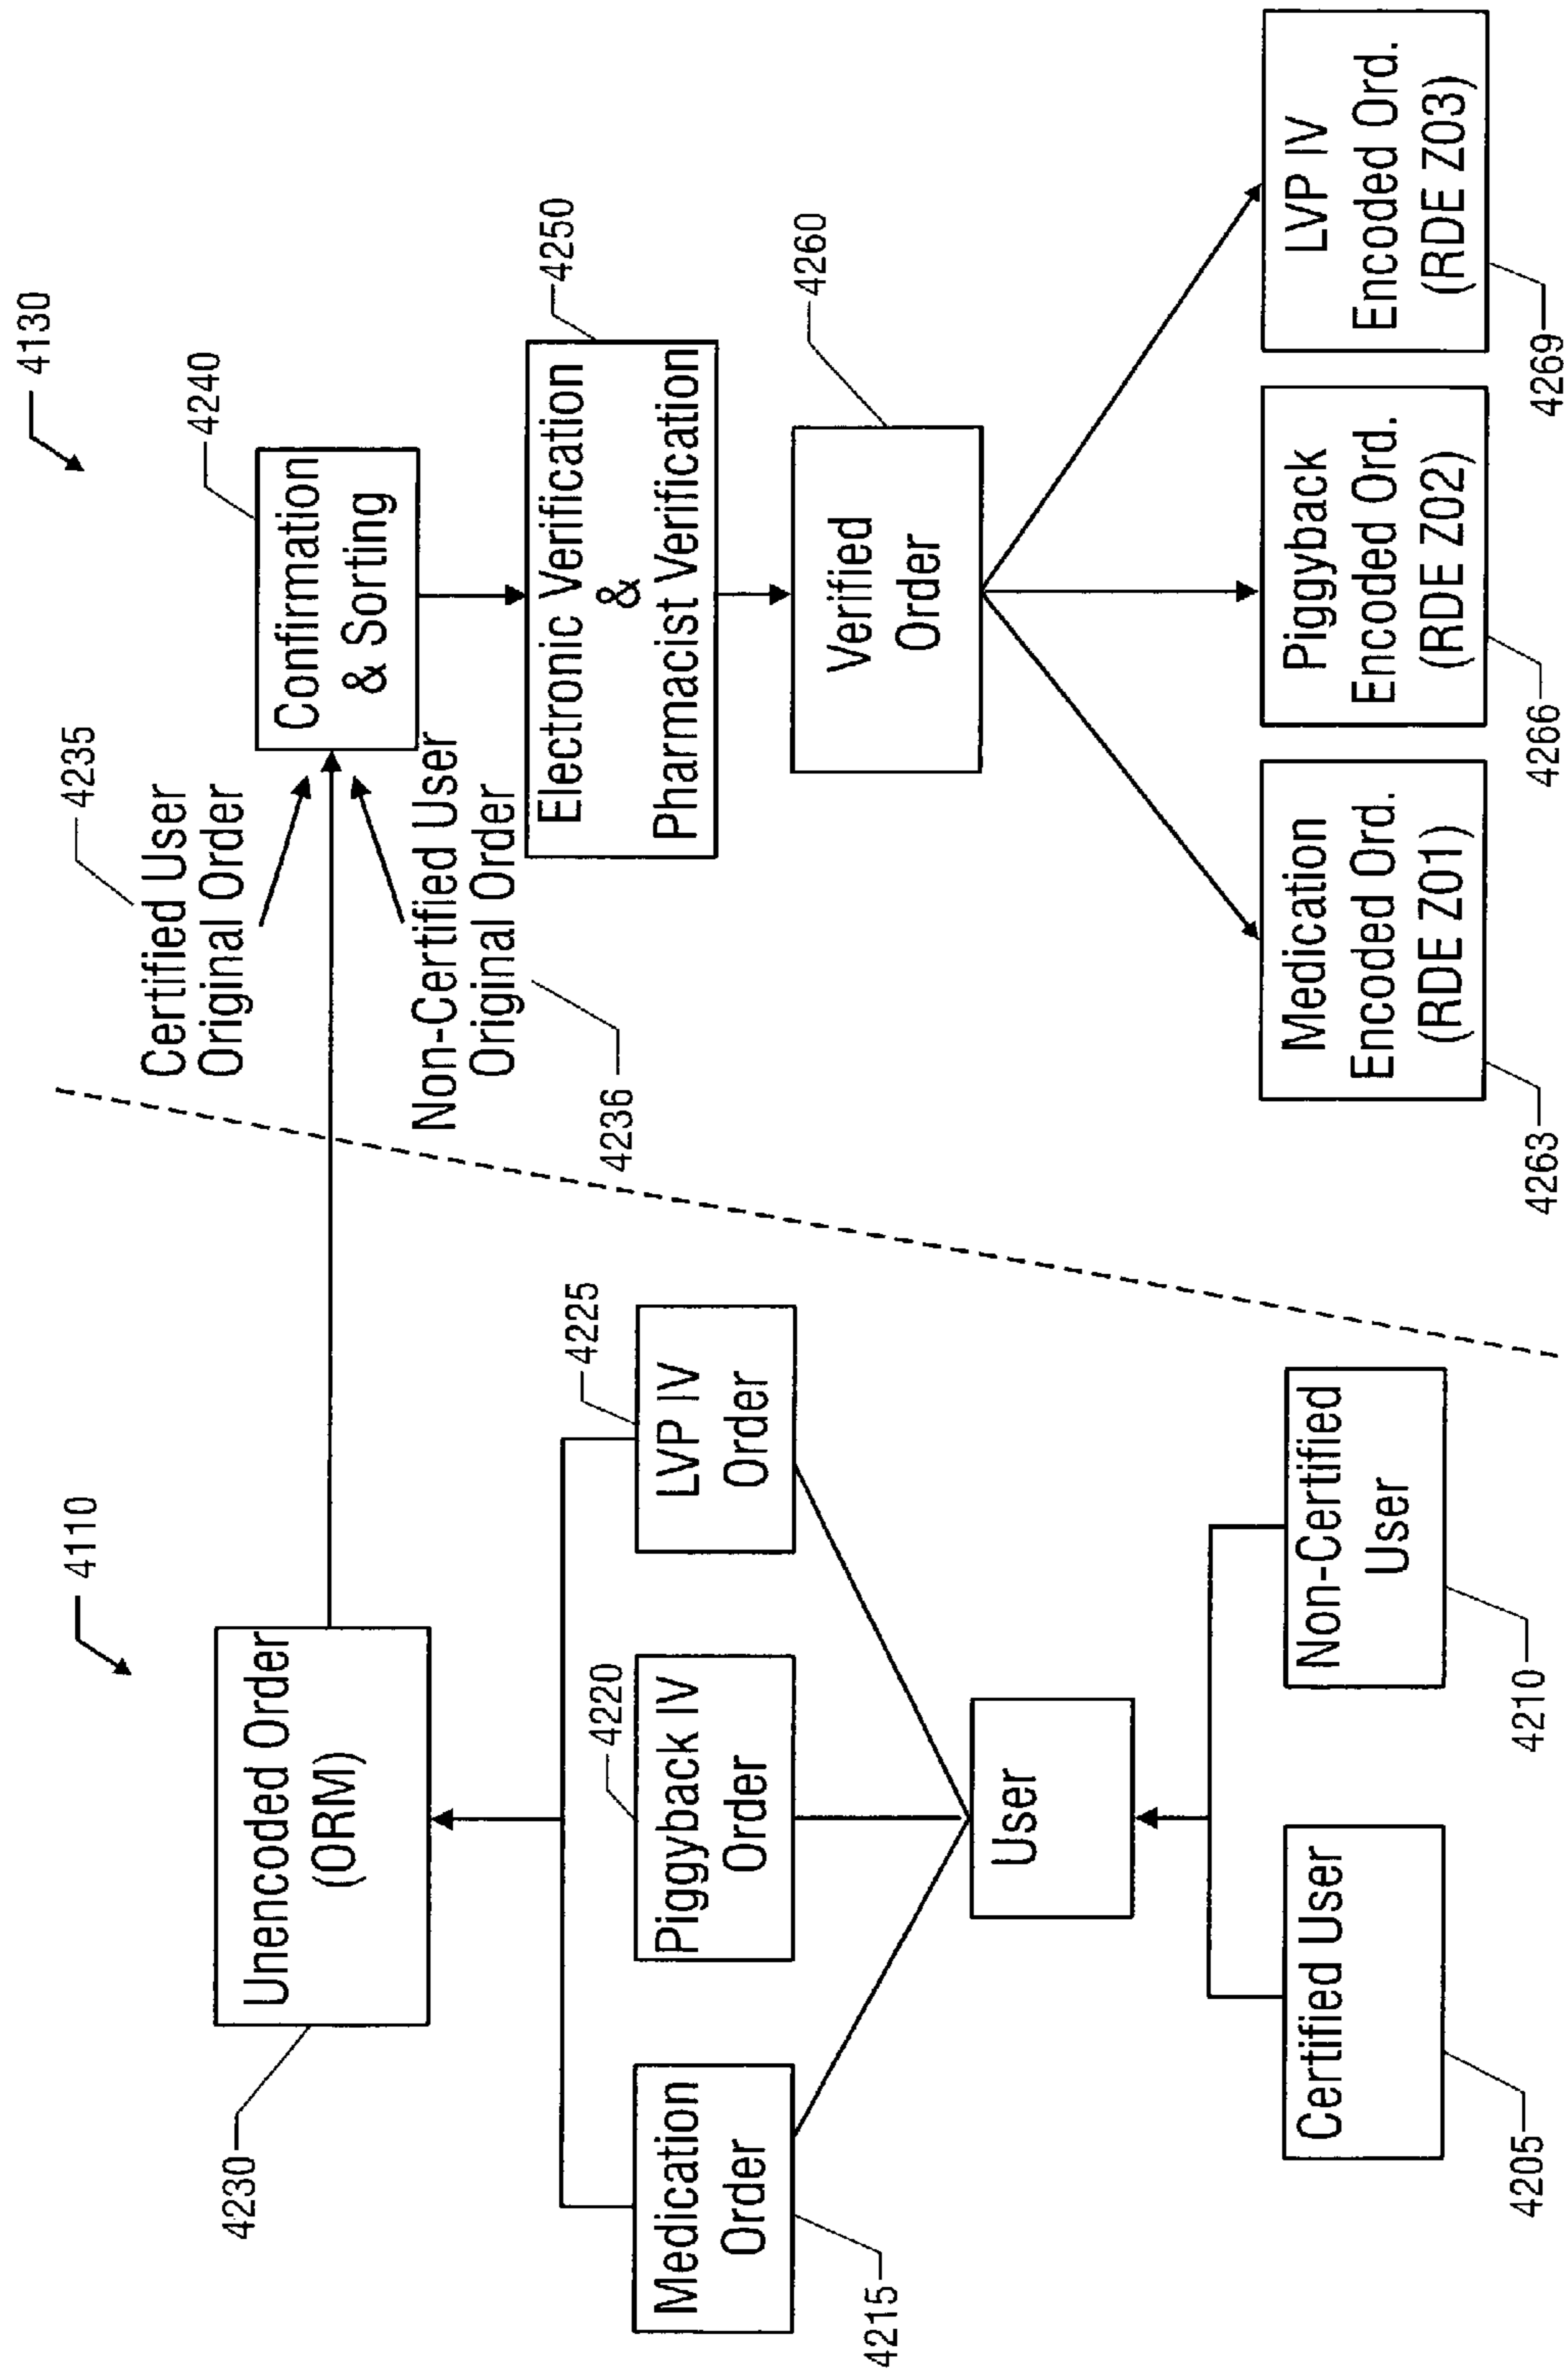 4110
4230
Unencoded Order
(ORM)
Medication
Order
4215
Piggyback IV
Order
4220
LVP IV
Order
4225
User
Certified User
4205
Non-Certified
User
4210
4130
4235
Certified User
Original Order
Non-Certified User
Original Order
4236
4240
Confirmation
& Sorting
4250
Electronic Verification
&
Pharmacist Verification
4260
Verified
Order
Medication
Encoded Ord.
(RDE Z01)
4263
Piggyback
Encoded Ord.
(RDE Z02)
4266
LVP IV
Encoded Ord.
(RDE Z03)
4269